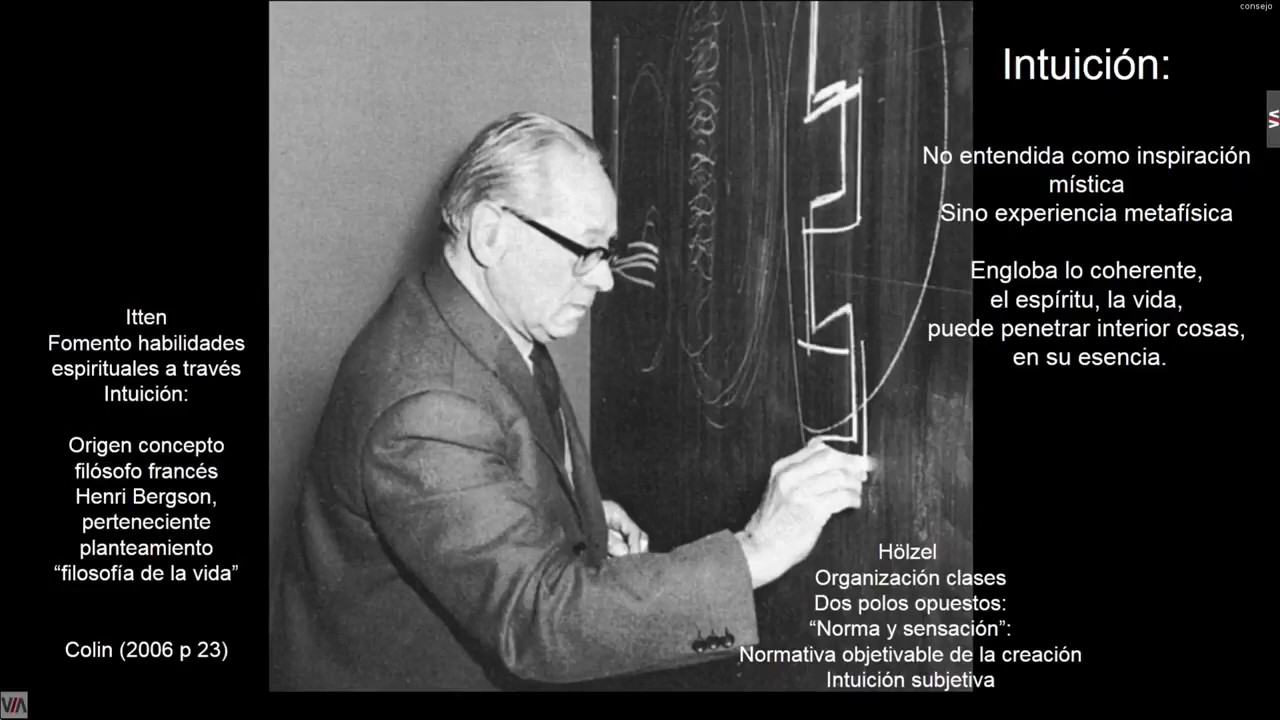 consejo
Intuición:
No entendida como inspiración
mística
Sino experiencia metafísica
Engloba lo coherente,
el espíritu, la vida,
puede penetrar interior cosas,
en su esencia.
Itten
Fomento habilidades
espirituales a través
Intuición:
Origen concepto
filósofo francés
Henri Bergson,
perteneciente
planteamiento
“filosofía de la vida”
Colin (2006 p 23)
Hölzel
Organización clases
Dos polos opuestos:
“Norma y sensación”:
Normativa objetivable de la creación
Intuición subjetiva
VIA